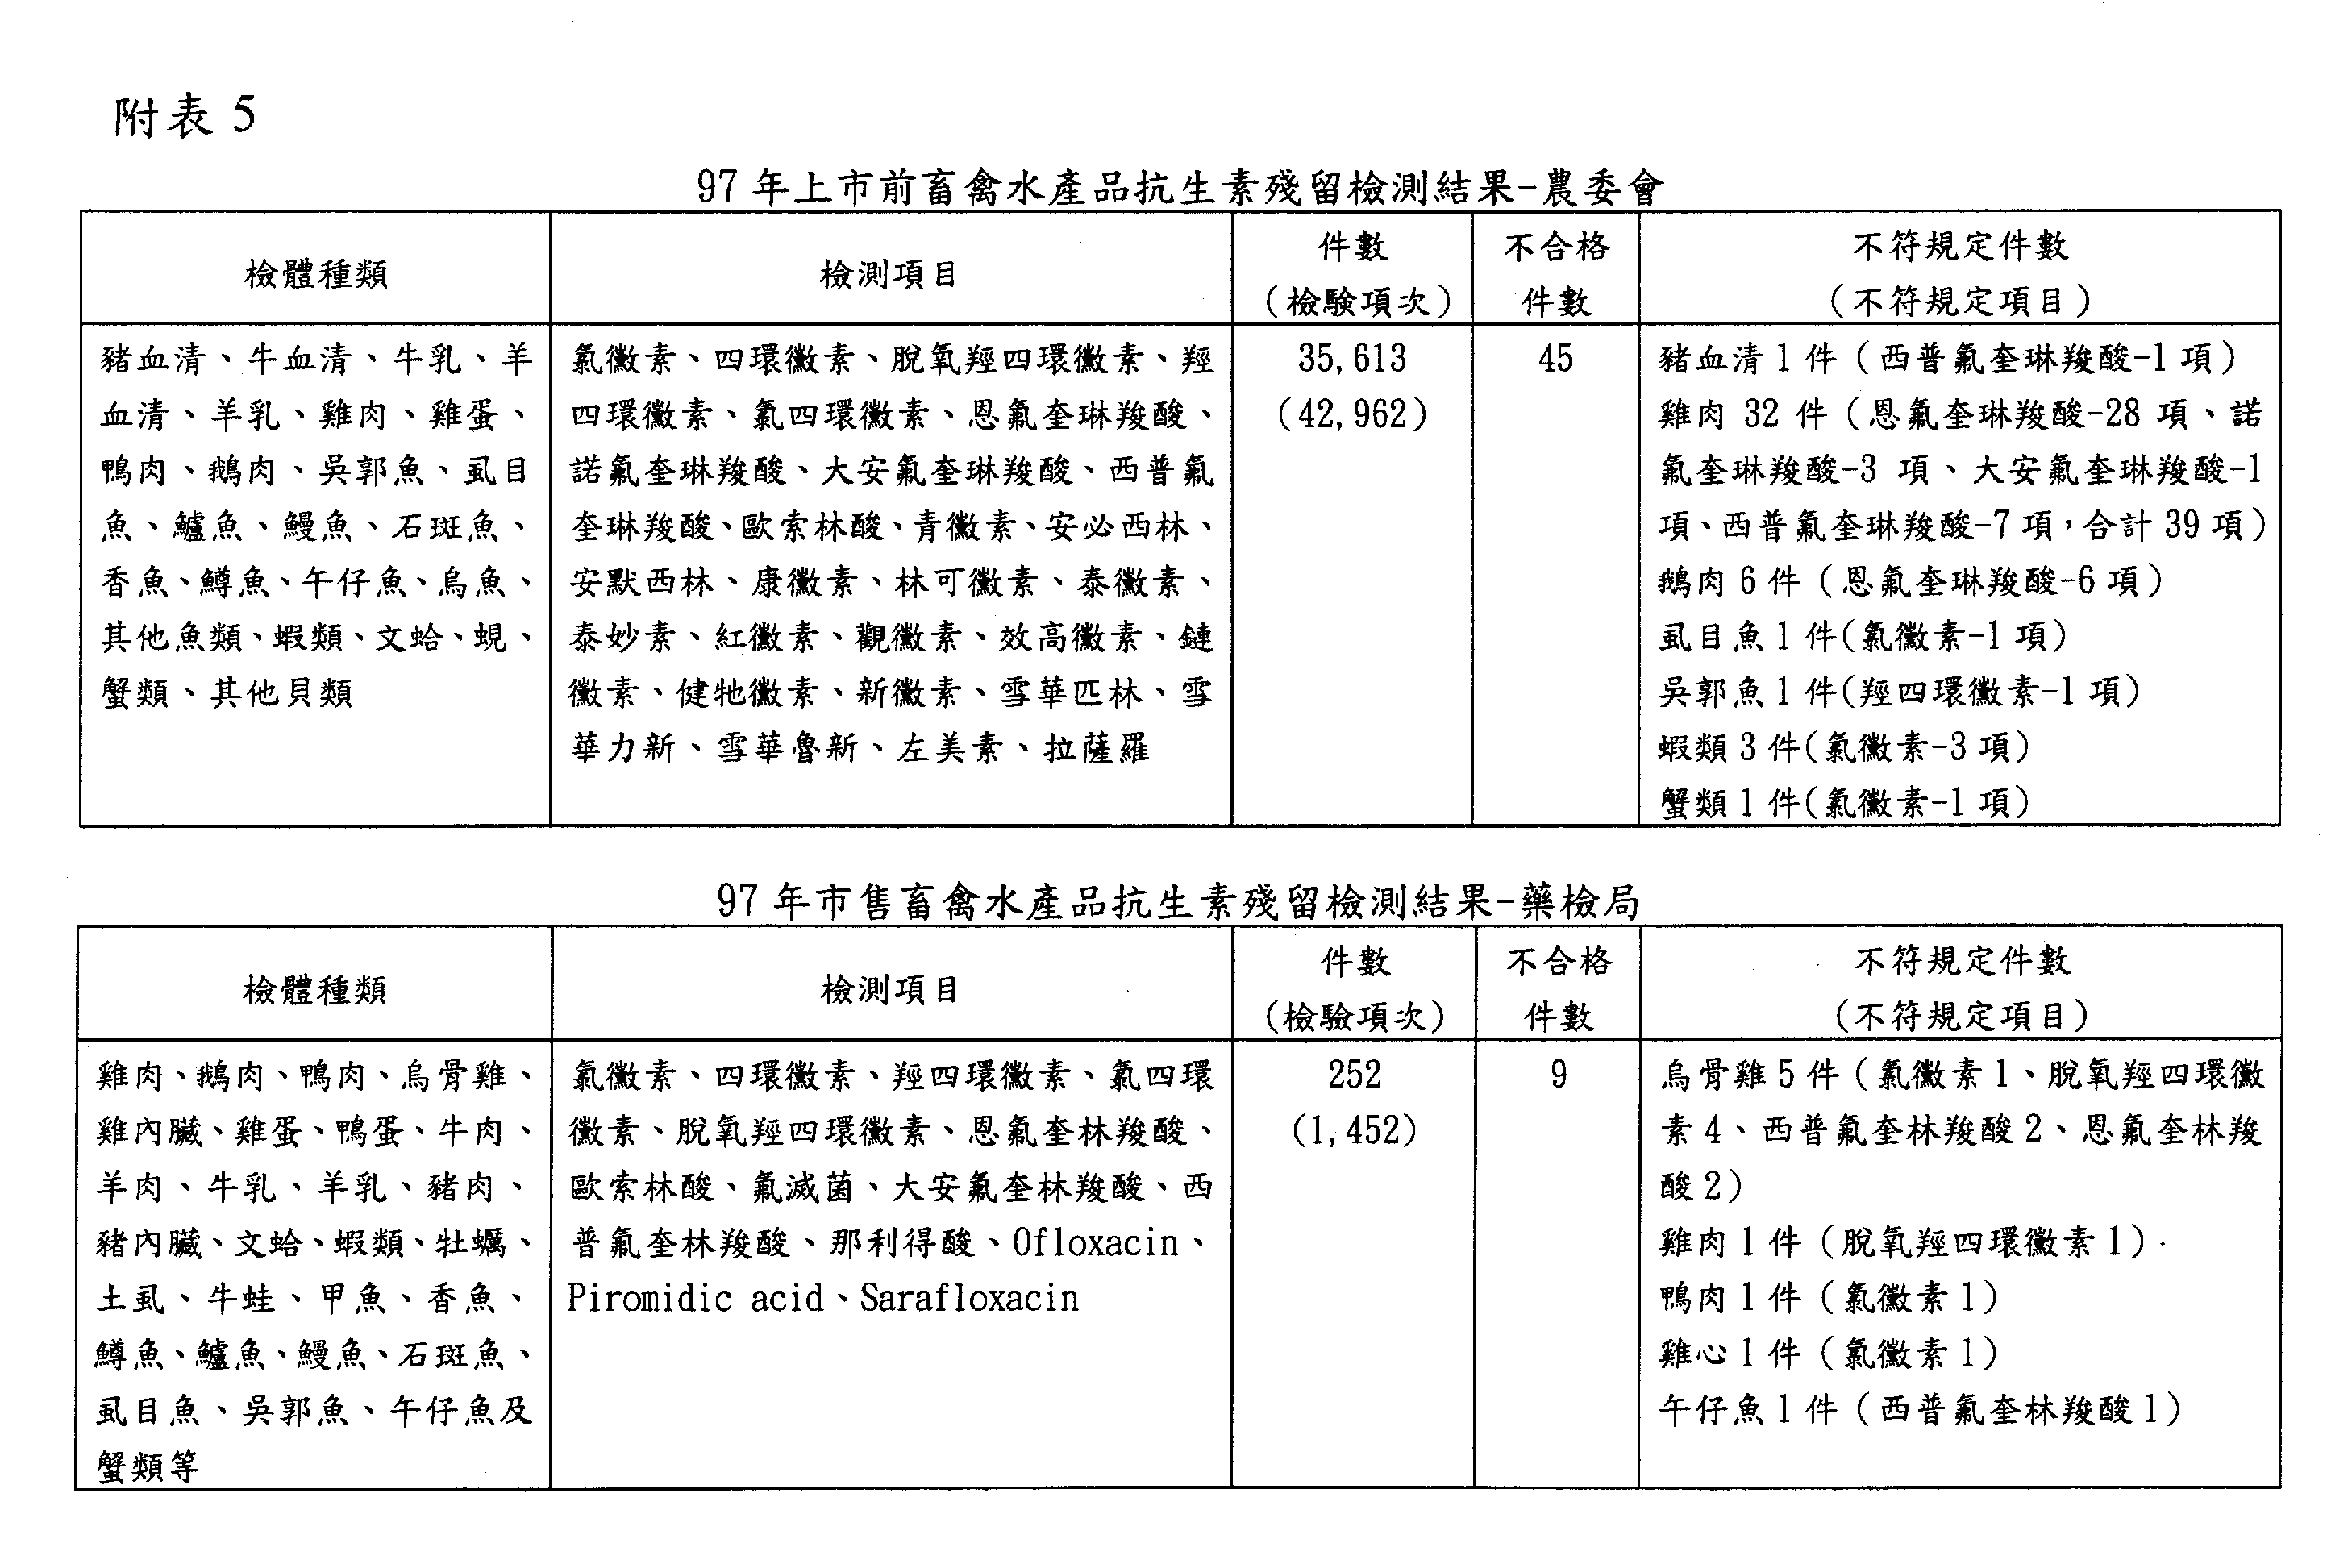 附表 5
97 年上市前畜禽水產品抗生素殘留檢測結果-農委會
檢體種類
檢測項目
件數
(檢驗項次)
不合格
件數
不符規定件數
(不符規定項目)
豬血清、牛血清、牛乳、羊
血清、羊乳、雞肉、雞蛋、
鴨肉、鵝肉、吳郭魚、虱目
魚、鱸魚、鰻魚、石斑魚、
香魚、鱒魚、午仔魚、烏魚、
其他魚類、蝦類、文蛤、蜆、
蟹類、其他貝類
氯黴素、四環黴素、脫氧羥四環黴素、羥
四環黴素、氯四環黴素、恩氟奎琳羧酸、
諾氟奎琳羧酸、大安氟奎琳羧酸、西普氟
奎琳羧酸、歐索林酸、青黴素、安必西林、
安默西林、康黴素、林可黴素、泰黴素、
泰妙素、紅黴素、觀黴素、效高黴素、鏈
黴素、健牠黴素、新黴素、雪華匹林、雪
華力新、雪華魯新、左美素、拉薩羅
35,613
(42,962)
45
豬血清 1 件（西普氟奎琳羧酸-1 項）
雞肉 32 件（恩氟奎琳羧酸-28 項、諾
氟奎琳羧酸-3 項、大安氟奎琳羧酸-1
項、西普氟奎琳羧酸-7 項，合計 39 項）
鵝肉 6 件（恩氟奎琳羧酸-6 項）
虱目魚 1 件(氯黴素-1 項)
吳郭魚 1 件(羥四環黴素-1 項)
蝦類 3 件(氯黴素-3 項)
蟹類 1 件(氯黴素-1 項)
97 年市售畜禽水產品抗生素殘留檢測結果-藥檢局
檢體種類
檢測項目
件數
(檢驗項次)
不合格
件數
不符規定件數
(不符規定項目)
雞肉、鵝肉、鴨肉、烏骨雞、
雞內臟、雞蛋、鴨蛋、牛肉、
羊肉、牛乳、羊乳、豬肉、
豬內臟、文蛤、蝦類、牡蠣、
土虱、牛蛙、甲魚、香魚、
鱒魚、鱸魚、鰻魚、石斑魚、
虱目魚、吳郭魚、午仔魚及
蟹類等
氯黴素、四環黴素、羥四環黴素、氯四環
黴素、脫氧羥四環黴素、恩氟奎林羧酸、
歐索林酸、氟滅菌、大安氟奎林羧酸、西
普氟奎林羧酸、那利得酸、Ofloxacin、
Piromidic acid、Sarafloxacin
252
(1,452)
9
烏骨雞 5 件（氯黴素 1、脫氧羥四環黴
素 4、西普氟奎林羧酸 2、恩氟奎林羧
酸 2）
雞肉 1 件（脫氧羥四環黴素 1）
鴨肉 1 件（氯黴素 1）
雞心 1 件（氯黴素 1）
午仔魚 1 件（西普氟奎林羧酸 1）